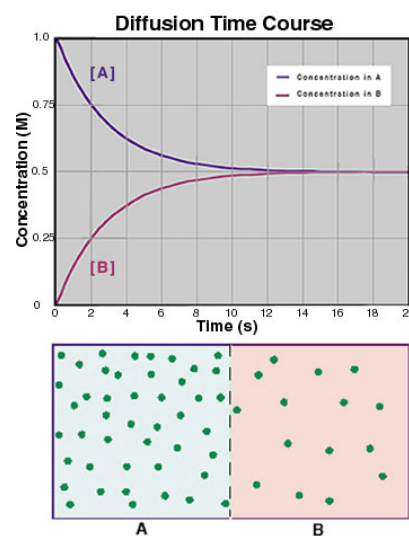 Diffusion Time Course
1.0
0.75
0.5
0.25
0
Concentration (M)
[A]
[B]
Concentration in A
Concentration in B
0 2 4 6 8 10 12 14 16 18 20
Time (s)
A B